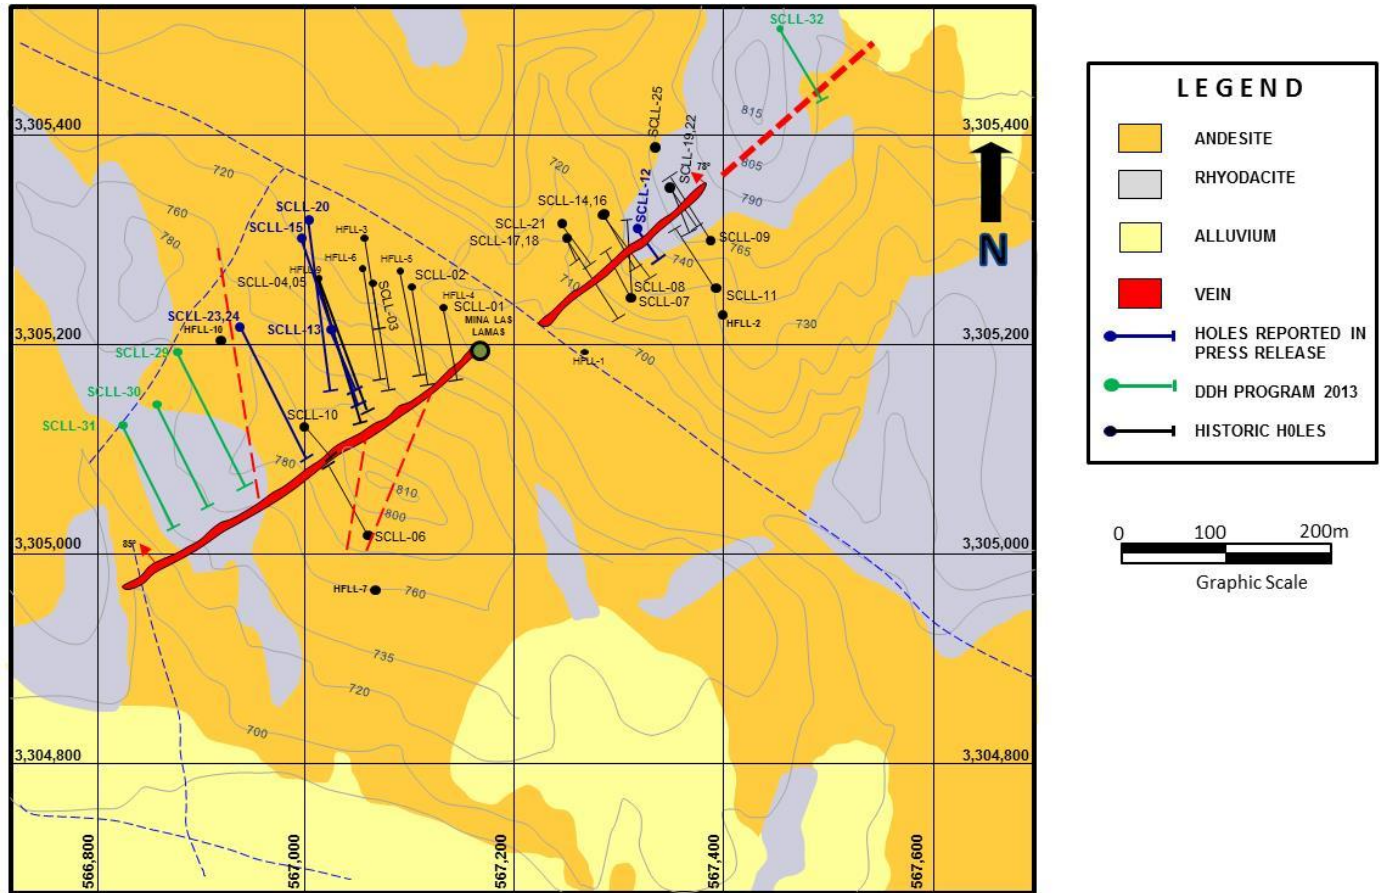 SCLL-32
815
3,305,400
3,305,400
SCLL-25
SCLL-19,22
720
720
805
78°
790
760
SCLL-12
SCLL-20
SCLL-14,16
SCLL-15
HFLL-3
SCLL-21
SCLL-17,18
SCLL-09
765
780
HFLL-6
HFLL-5
740
HFLL-9
SCLL-04,05
SCLL-02
710
SCLL-08
SCLL-07
SCLL-11
HFLL-4
SCLL-01
SCLL-03
MINA LAS
LAMAS
SCLL-23,24
SCLL-13
HFLL-10
HFLL-2
730
3,305,200
3,305,200
SCLL-29
700
HFLL-1
SCLL-30
SCLL-31
SCLL-10
780
810
800
SCLL-06
85°
3,305,000
3,305,000
HFLL-7
760
735
720
700
3,304,800
3,304,800
566,800
567,000
567,200
567,400
567,600
LEGEND
ANDESITE
RHYODACITE
ALLUVIUM
VEIN
HOLES REPORTED IN
PRESS RELEASE
DDH PROGRAM 2013
HISTORIC H0LES
N
0 100 200m
Graphic Scale